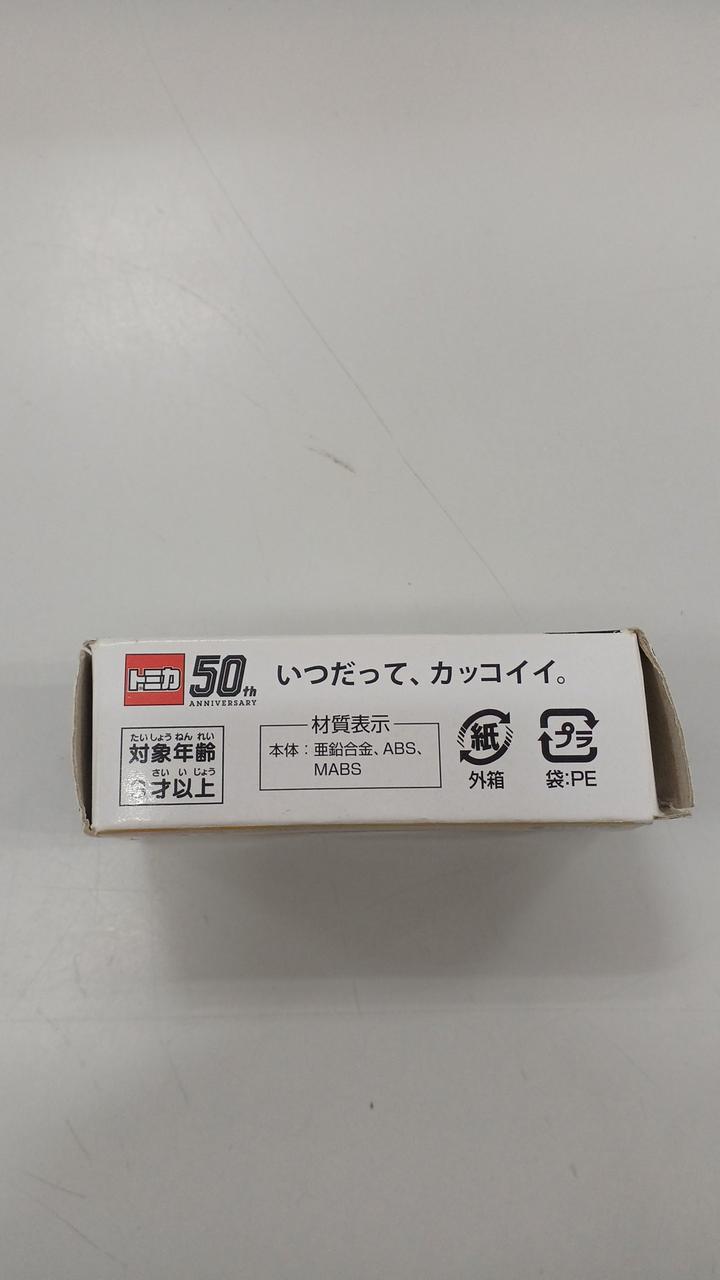 トミカ 50th ANNIVERSARY いつだって、カッコイイ。
たいしょう ねん れい
対象年齢
さい い じょう
才以上
材質表示
本体：亜鉛合金、ABS、
MABS
紙
外箱
プラ
袋：PE